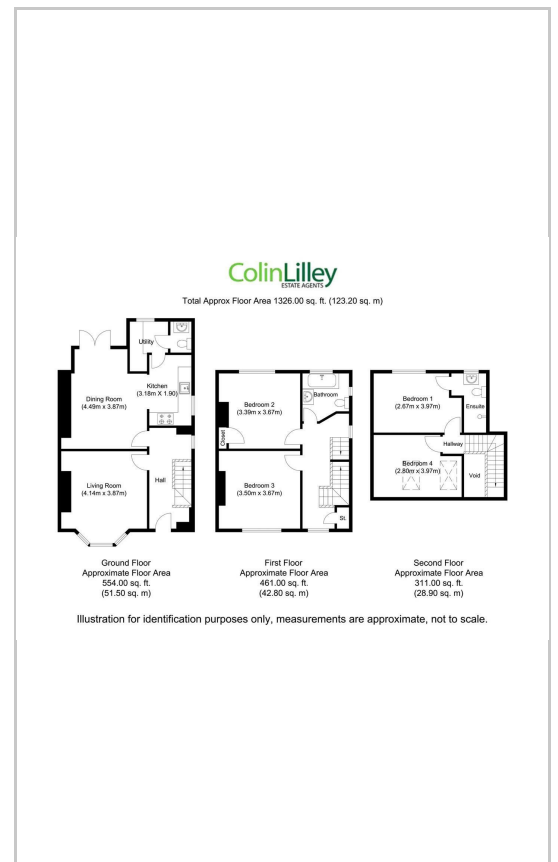 ColinLilley
ESTATE AGENTS
Total Approx Floor Area 1326.00 sq. ft. (123.20 sq. m)
Utility
Kitchen
(3.18m X 1.90)
Dining Room
(4.49m x 3.87m)
Living Room
(4.14m x 3.87m)
Hall
Ground Floor
Approximate Floor Area
554.00 sq. ft.
(51.50 sq. m)
Bedroom 2
(3.39m x 3.67m)
Bathroom
Closet
Bedroom 3
(3.50m x 3.67m)
St.
First Floor
Approximate Floor Area
461.00 sq. ft.
(42.80 sq. m)
Bedroom 1
(2.67m x 3.97m)
Ensuite
Hallway
Bedroom 4
(2.80m x 3.97m)
Void
Second Floor
Approximate Floor Area
311.00 sq. ft.
(28.90 sq. m)
Illustration for identification purposes only, measurements are approximate, not to scale.